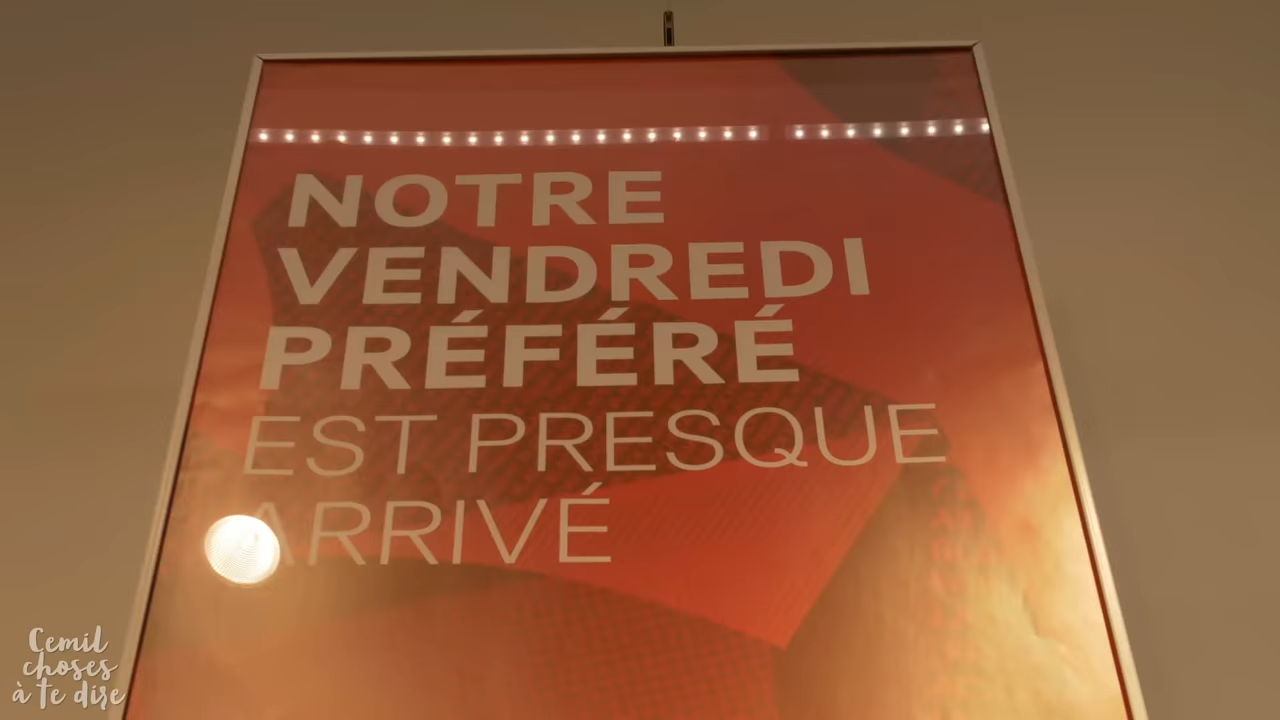 NOTRE
VENDREDI
PRÉFÉRÉ
EST PRESQUE
ARRIVÉ
Cemil
choses
à te dire